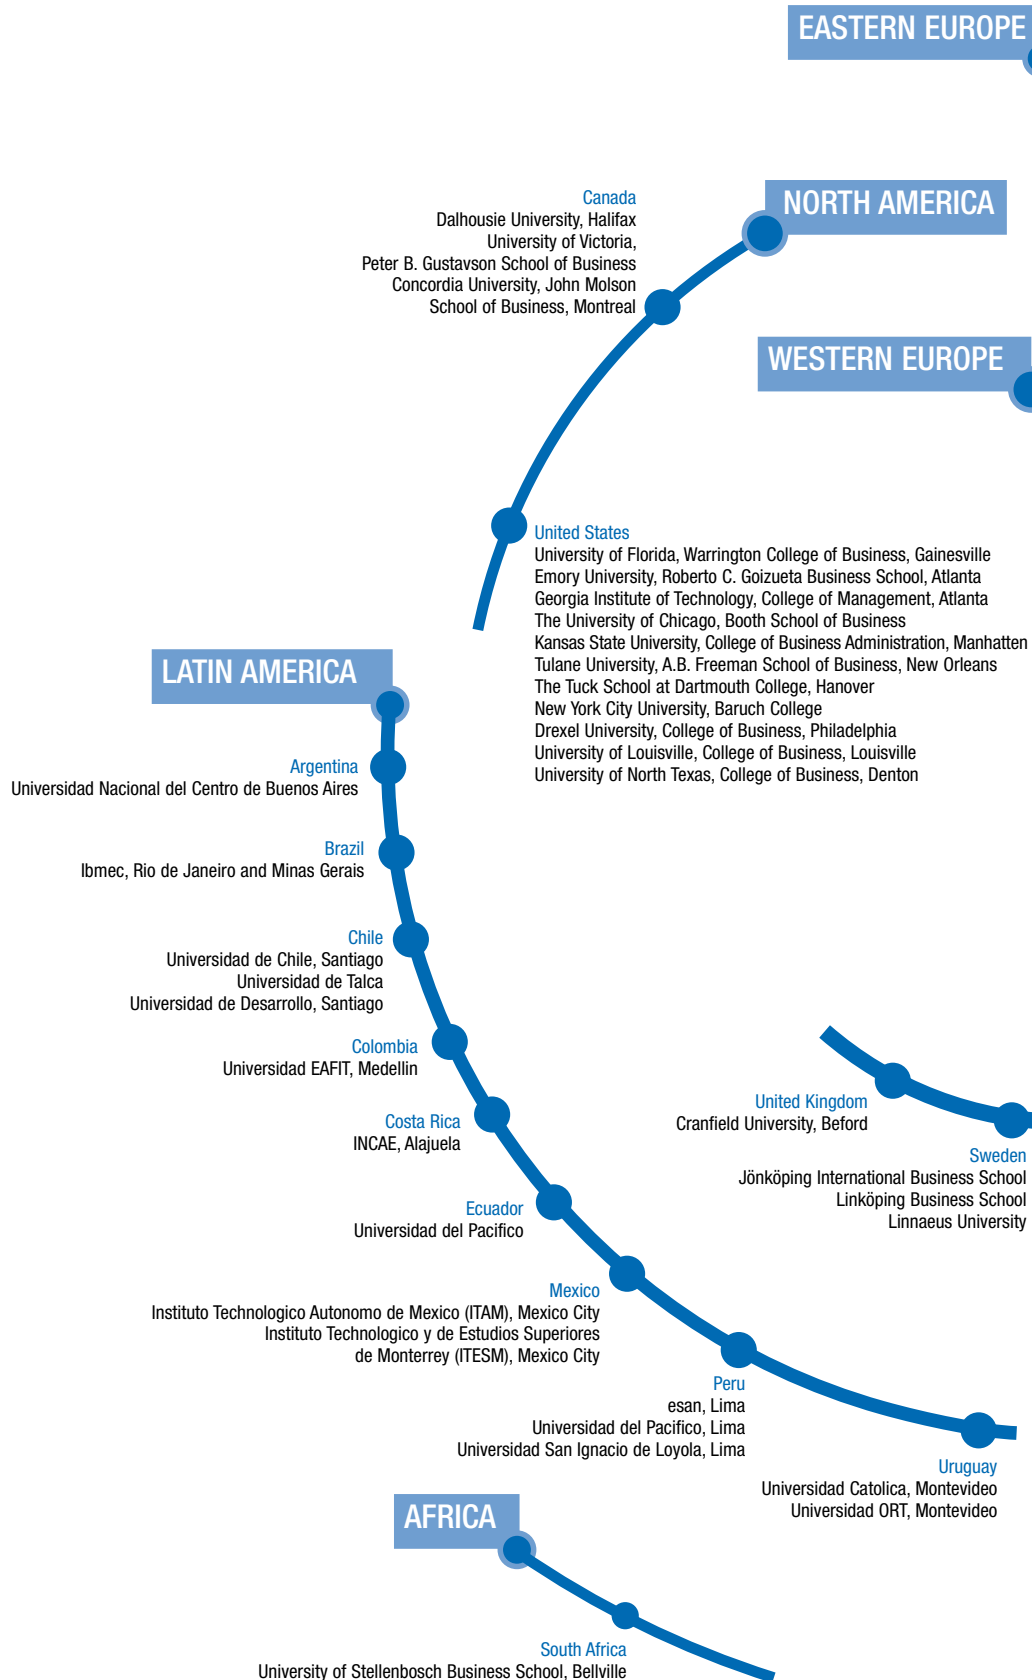 EASTERN EUROPE
NORTH AMERICA
Canada
Dalhousie University, Halifax
University of Victoria,
Peter B. Gustavson School of Business
Concordia University, John Molson
School of Business, Montreal
WESTERN EUROPE
United States
University of Florida, Warrington College of Business, Gainesville
Emory University, Roberto C. Goizueta Business School, Atlanta
Georgia Institute of Technology, College of Management, Atlanta
The University of Chicago, Booth School of Business
Kansas State University, College of Business Administration, Manhatten
Tulane University, A.B. Freeman School of Business, New Orleans
The Tuck School at Dartmouth College, Hanover
New York City University, Baruch College
Drexel University, College of Business, Philadelphia
University of Louisville, College of Business, Louisville
University of North Texas, College of Business, Denton
LATIN AMERICA
Argentina
Universidad Nacional del Centro de Buenos Aires
Brazil
Ibmec, Rio de Janeiro and Minas Gerais
Chile
Universidad de Chile, Santiago
Universidad de Talca
Universidad de Desarrollo, Santiago
Colombia
Universidad EAFIT, Medellin
Costa Rica
INCAE, Alajuela
Ecuador
Universidad del Pacifico
Mexico
Instituto Technologico Autonomo de Mexico (ITAM), Mexico City
Instituto Technologico y de Estudios Superiores
de Monterrey (ITESM), Mexico City
Peru
esan, Lima
Universidad del Pacifico, Lima
Universidad San Ignacio de Loyola, Lima
Uruguay
Universidad Catolica, Montevideo
Universidad ORT, Montevideo
United Kingdom
Cranfield University, Beford
Sweden
Jönköping International Business School
Linköping Business School
Linnaeus University
AFRICA
South Africa
University of Stellenbosch Business School, Bellville